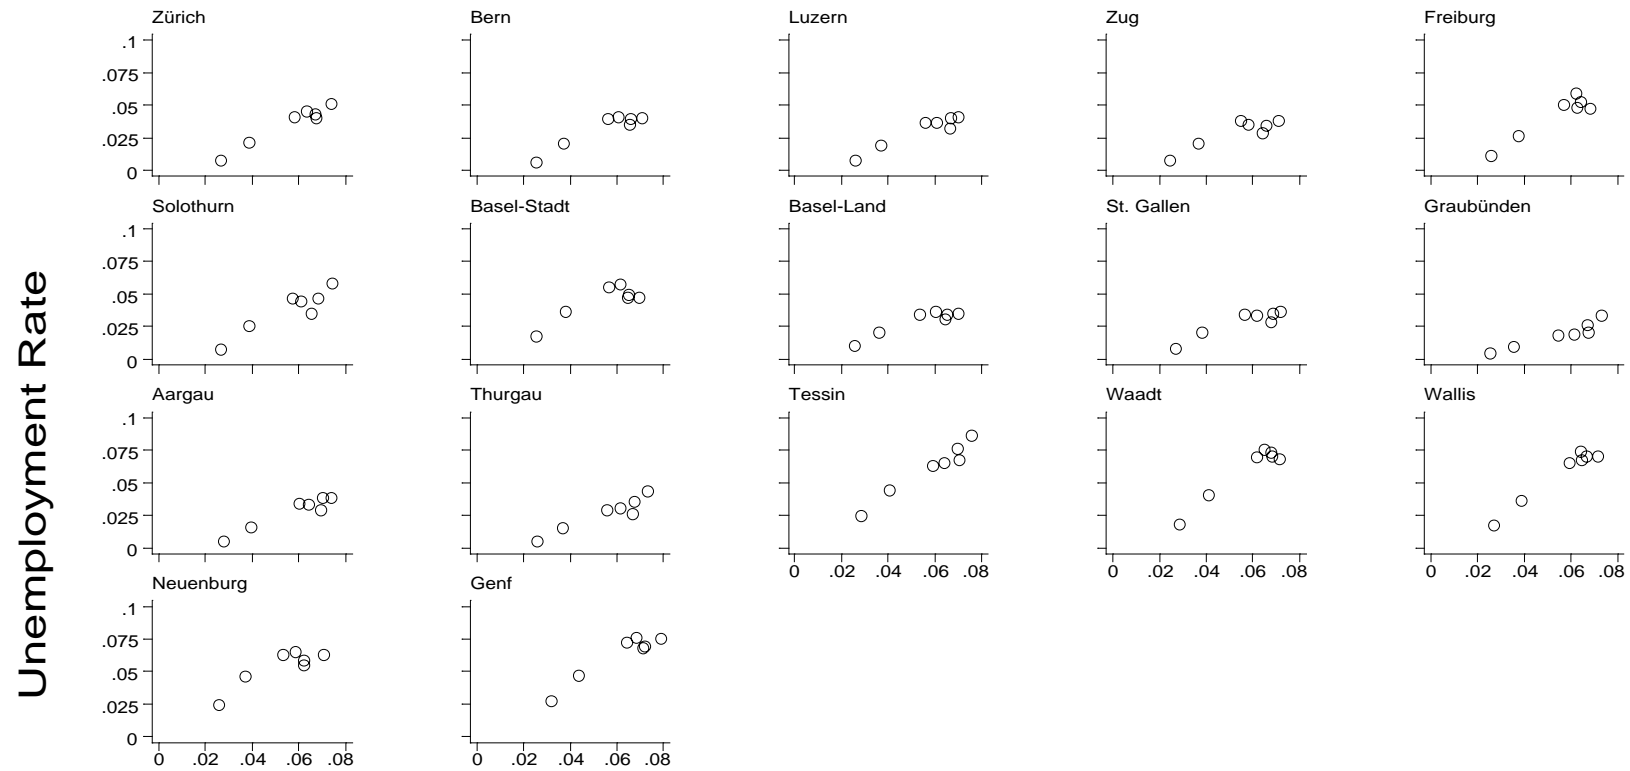 Unemployment Rate
Zürich Bern Luzern Zug Freiburg
.1
.075
.05
.025
0
Solothurn Basel-Stadt Basel-Land St. Gallen Graubünden
.1
.075
.05
.025
0
Aargau Thurgau Tessin Waadt Wallis
.1
.075
.05
.025
0
0 .02 .04 .06 .08 0 .02 .04 .06 .08 0 .02 .04 .06 .08
Neuenburg Genf
.1
.075
.05
.025
0
0 .02 .04 .06 .08 0 .02 .04 .06 .08